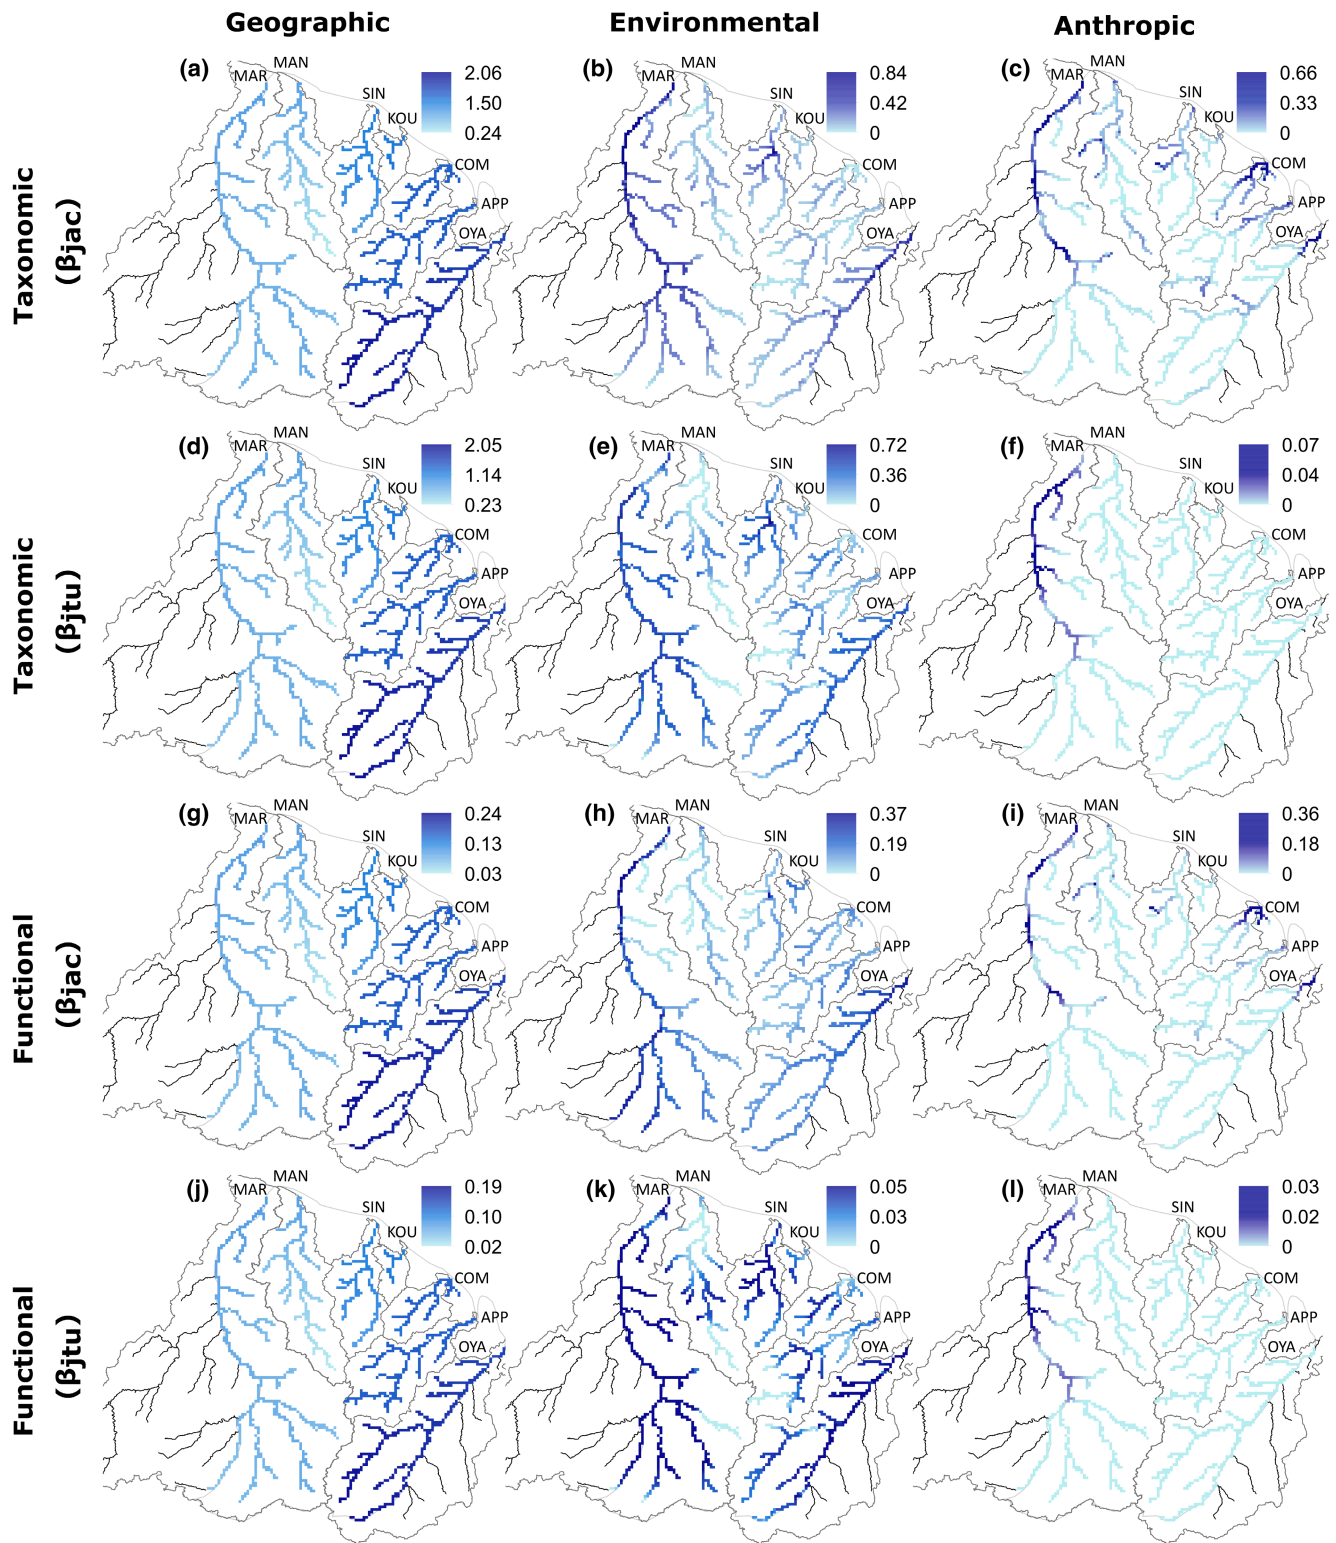 Geographic
Environmental
Anthropic
Taxonomic
(βjac)
(a)
MAR
MAN
SIN
KOU
COM
APP
OYA
2.06
1.50
0.24
(b)
MAR
MAN
SIN
KOU
COM
APP
OYA
0.84
0.42
0
(c)
MAR
MAN
SIN
KOU
COM
APP
OYA
0.66
0.33
0
Taxonomic
(βjtu)
(d)
MAR
MAN
SIN
KOU
COM
APP
OYA
2.05
1.14
0.23
(e)
MAR
MAN
SIN
KOU
COM
APP
OYA
0.72
0.36
0
(f)
MAR
MAN
SIN
KOU
COM
APP
OYA
0.07
0.04
0
Functional
(βjac)
(g)
MAR
MAN
SIN
KOU
COM
APP
OYA
0.24
0.13
0.03
(h)
MAR
MAN
SIN
KOU
COM
APP
OYA
0.37
0.19
0
(i)
MAR
MAN
SIN
KOU
COM
APP
OYA
0.36
0.18
0
Functional
(βjtu)
(j)
MAR
MAN
SIN
KOU
COM
APP
OYA
0.19
0.10
0.02
(k)
MAR
MAN
SIN
KOU
COM
APP
OYA
0.05
0.03
0
(l)
MAR
MAN
SIN
KOU
COM
APP
OYA
0.03
0.02
0